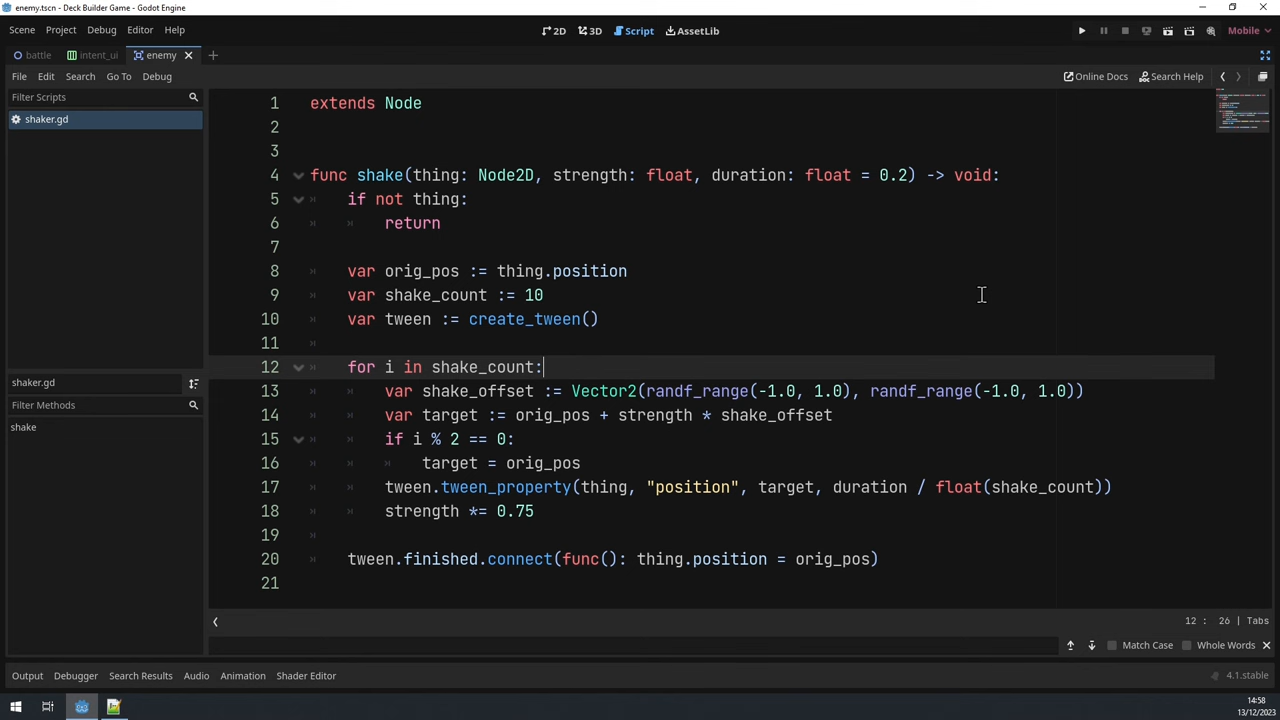 enemy.tscn - Deck Builder Game - Godot Engine
Scene Project Debug Editor Help
2D 3D Script AssetLib
Mobile
battle intent_ui enemy
File Edit Search Go To Debug
Online Docs Search Help
Filter Scripts
shaker.gd
shaker.gd
Filter Methods
shake
1 extends Node
2
3
4 func shake(thing: Node2D, strength: float, duration: float = 0.2) -> void:
5 if not thing:
6 return
7
8 var orig_pos := thing.position
9 var shake_count := 10
10 var tween := create_tween()
11
12 for i in shake_count:
13 var shake_offset := Vector2(randf_range(-1.0, 1.0), randf_range(-1.0, 1.0))
14 var target := orig_pos + strength * shake_offset
15 if i % 2 == 0:
16 target = orig_pos
17 tween.tween_property(thing, "position", target, duration / float(shake_count))
18 strength *= 0.75
19
20 tween.finished.connect(func(): thing.position = orig_pos)
21
12 : 26 | Tabs
Match Case Whole Words
Output Debugger Search Results Audio Animation Shader Editor
4.1.stable
14:58
13/12/2023